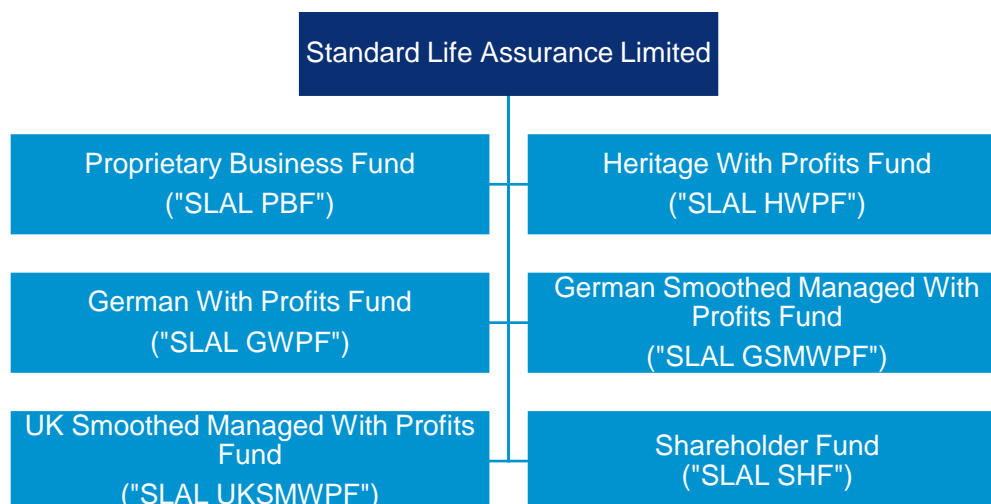 Standard Life Assurance Limited
Proprietary Business Fund
("SLAL PBF")
Heritage With Profits Fund
("SLAL HWPF")
German With Profits Fund
("SLAL GWPF")
German Smoothed Managed With
Profits Fund
("SLAL GSMWPF")
UK Smoothed Managed With Profits
Fund
("SLAL UKSMWPF")
Shareholder Fund
("SLAL SHF")